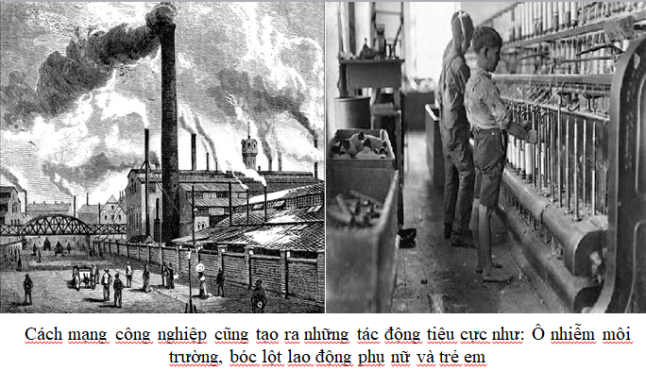 Cách mạng công nghiệp cũng tạo ra những tác động tiêu cực như: Ô nhiễm môi
trường, bóc lột lao động phụ nữ và trẻ em